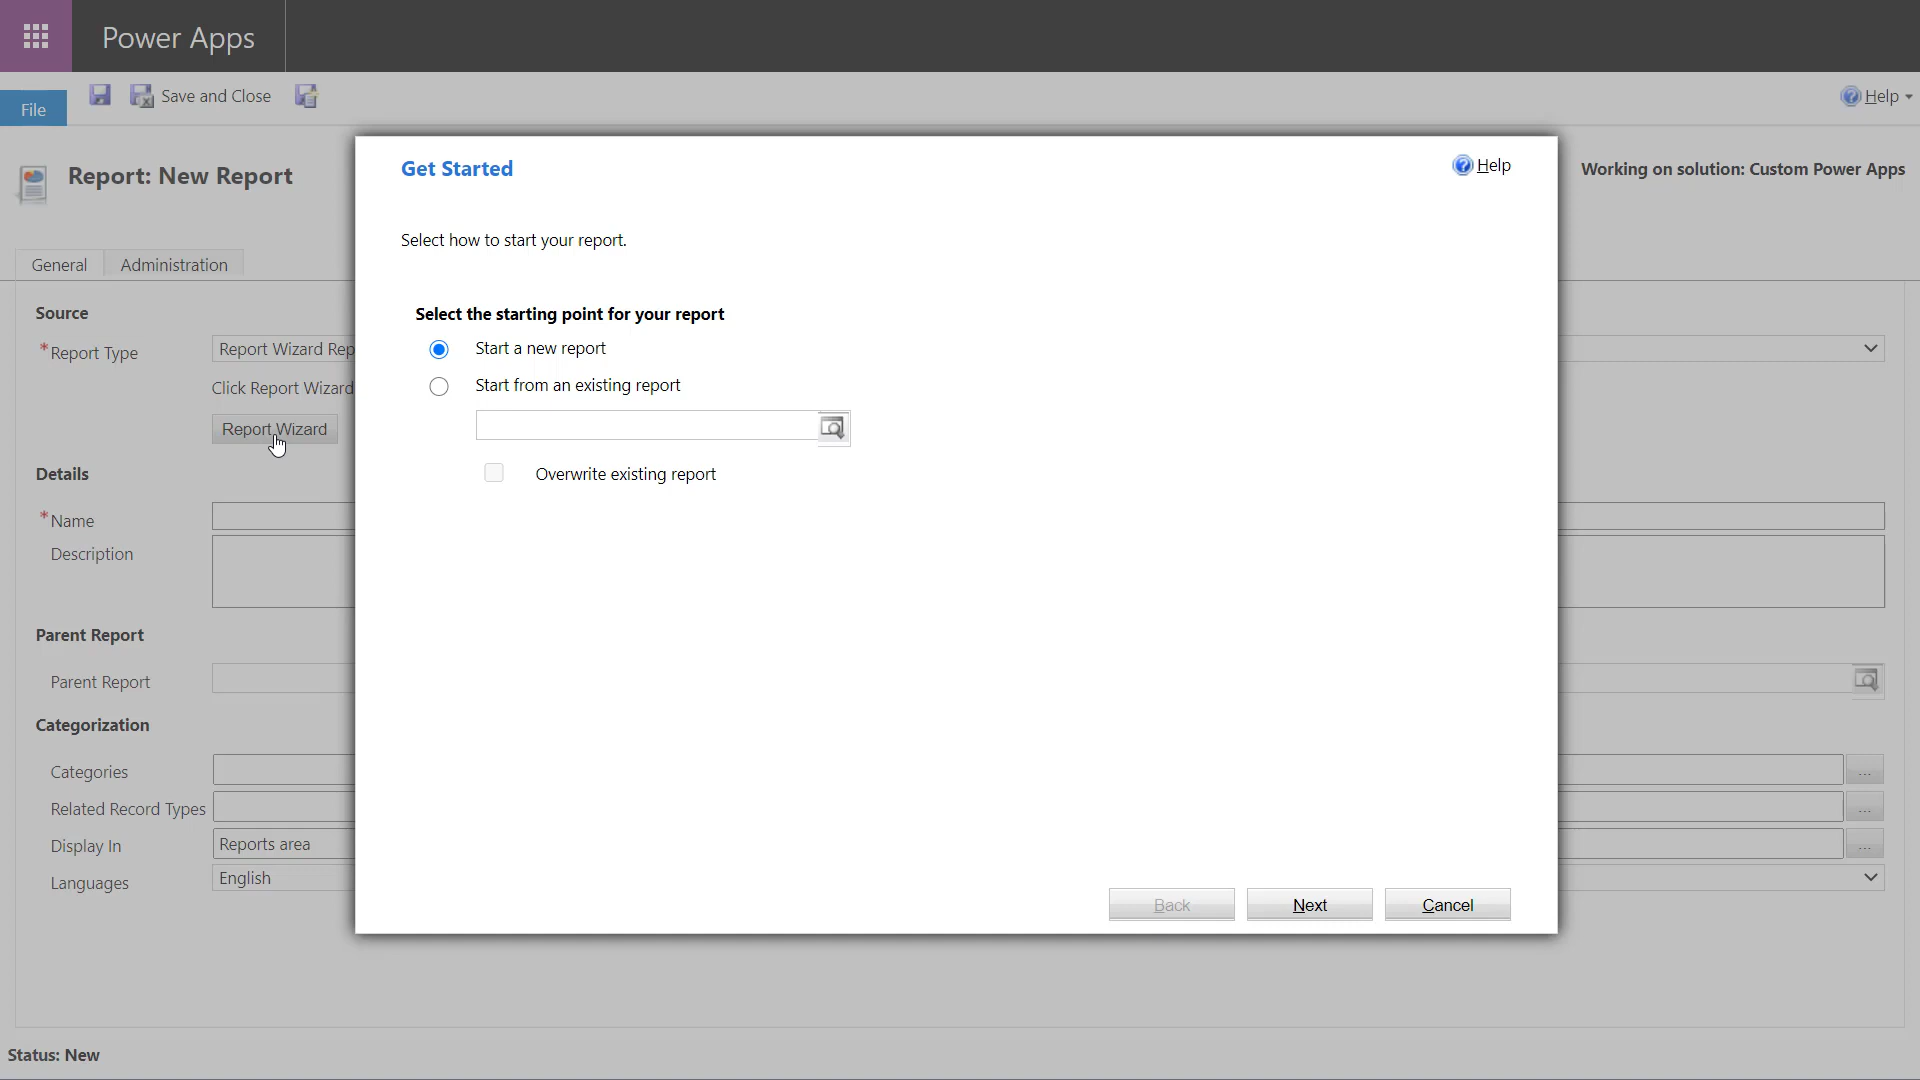 Power Apps
File
Save and Close
Help
Report: New Report
Working on solution: Custom Power Apps
General
Administration
Source
*Report Type
Report Wizard Rep
Click Report Wizard
Report Wizard
Details
*Name
Description
Parent Report
Parent Report
Categorization
Categories
...
Related Record Types
...
Display In
Reports area
...
Languages
English
Status: New
Get Started
Help
Select how to start your report.
Select the starting point for your report
Start a new report
Start from an existing report
Overwrite existing report
Back
Next
Cancel